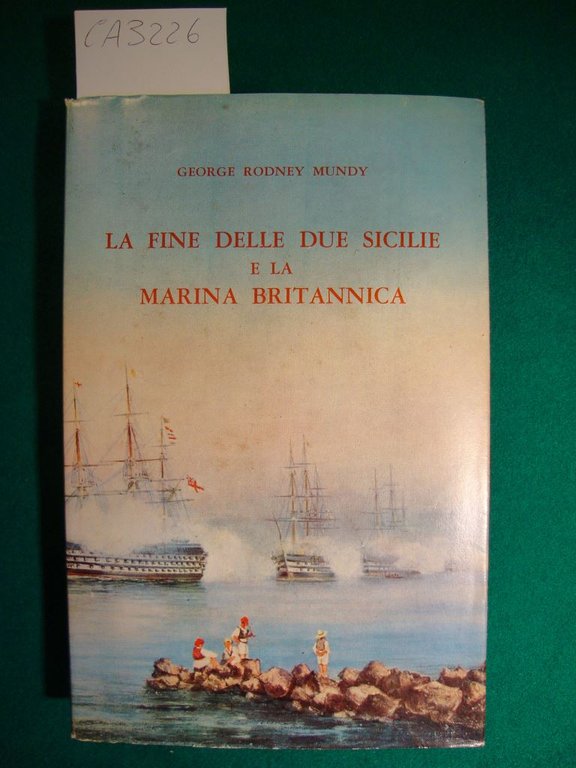 CA3226
GEORGE RODNEY MUNDY
LA FINE DELLE DUE SICILIE
E LA
MARINA BRITANNICA